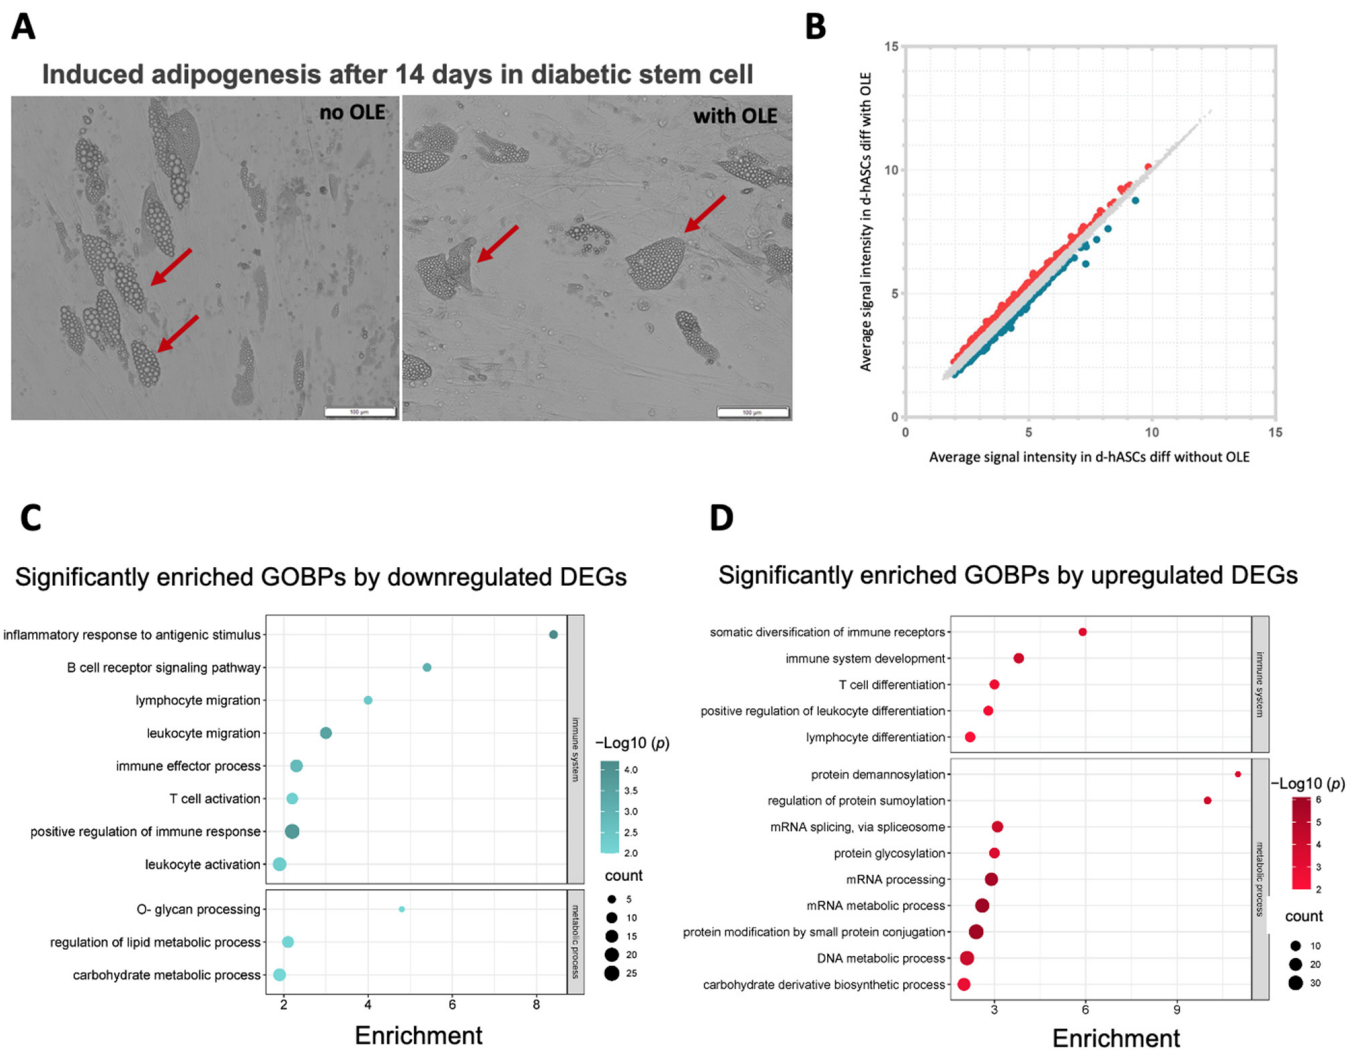 A
Induced adipogenesis after 14 days in diabetic stem cell
no OLE
with OLE
100 μm
100 μm
B
Average signal intensity in d-hASCs diff with OLE
15
10
5
0
0
5
10
15
Average signal intensity in d-hASCs diff without OLE
C
Significantly enriched GOBPs by downregulated DEGs
inflammatory response to antigenic stimulus
B cell receptor signaling pathway
lymphocyte migration
leukocyte migration
immune effector process
T cell activation
positive regulation of immune response
leukocyte activation
immune system
O- glycan processing
regulation of lipid metabolic process
carbohydrate metabolic process
metabolic process
2
4
6
8
Enrichment
−Log10 (p)
4.0
3.5
3.0
2.5
2.0
count
5
10
15
20
25
D
Significantly enriched GOBPs by upregulated DEGs
somatic diversification of immune receptors
immune system development
T cell differentiation
positive regulation of leukocyte differentiation
lymphocyte differentiation
immune system
protein demannosylation
regulation of protein sumoylation
mRNA splicing, via spliceosome
protein glycosylation
mRNA processing
mRNA metabolic process
protein modification by small protein conjugation
DNA metabolic process
carbohydrate derivative biosynthetic process
metabolic process
3
6
9
Enrichment
−Log10 (p)
6
5
4
3
2
count
10
20
30